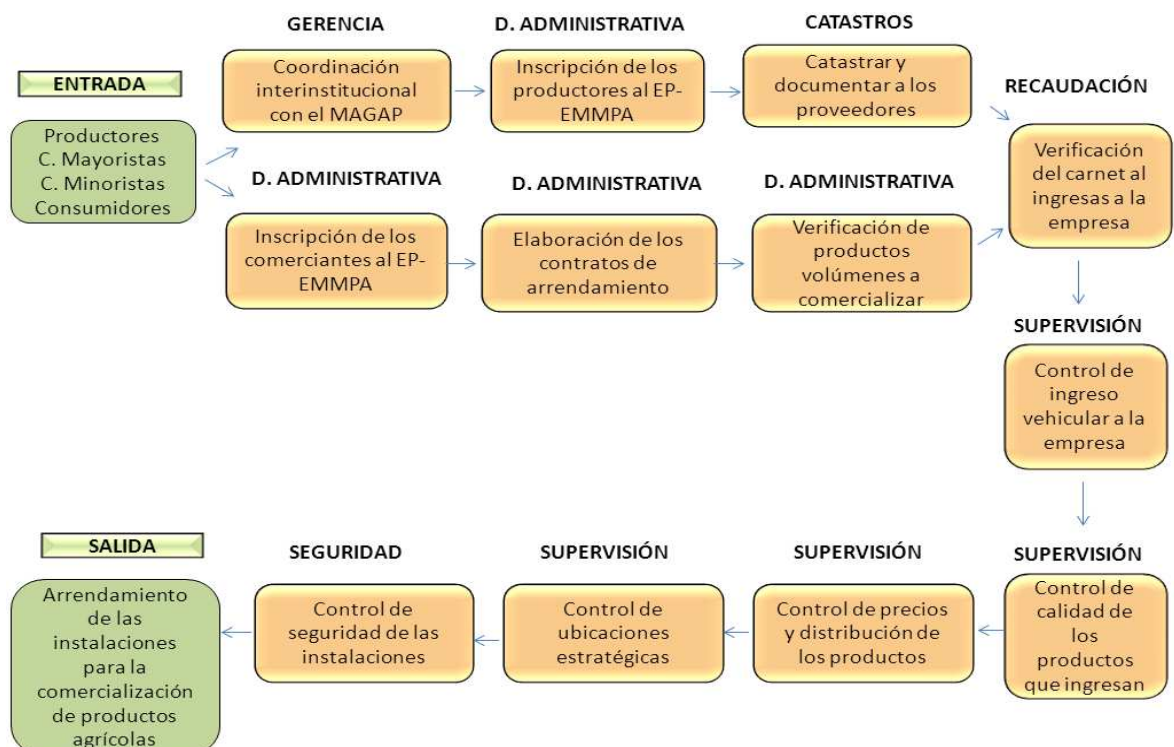 GERENCIA
D. ADMINISTRATIVA
CATASTROS
ENTRADA
Coordinación
interinstitucional
con el MAGAP
Inscripción de los
productores al EP-
EMMPA
Catastrar y
documentar a los
proveedores
RECAUDACIÓN
Productores
C. Mayoristas
C. Minoristas
Consumidores
Verificación
del carnet al
ingresas a la
empresa
D. ADMINISTRATIVA
D. ADMINISTRATIVA
D. ADMINISTRATIVA
Inscripción de los
comerciantes al EP-
EMMPA
Elaboración de los
contratos de
arrendamiento
Verificación de
productos
volúmenes a
comercializar
SUPERVISIÓN
Control de
ingreso
vehicular a la
empresa
SALIDA
SEGURIDAD
SUPERVISIÓN
SUPERVISIÓN
SUPERVISIÓN
Arrendamiento
de las
instalaciones
para la
comercialización
de productos
agrícolas
Control de
seguridad de las
instalaciones
Control de
ubicaciones
estratégicas
Control de precios
y distribución de
los productos
Control de
calidad de
los
productos
que ingresan